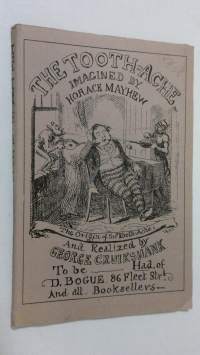 THE TOOTH-ACHE,
IMAGINED BY
HORACE MAYHEW
The Origin of the Tooth-Ache
And Realized by
GEORGE CRUIKSHANK
To be Had, of
D. BOGUE 86 Fleet Strt.
And all Booksellers